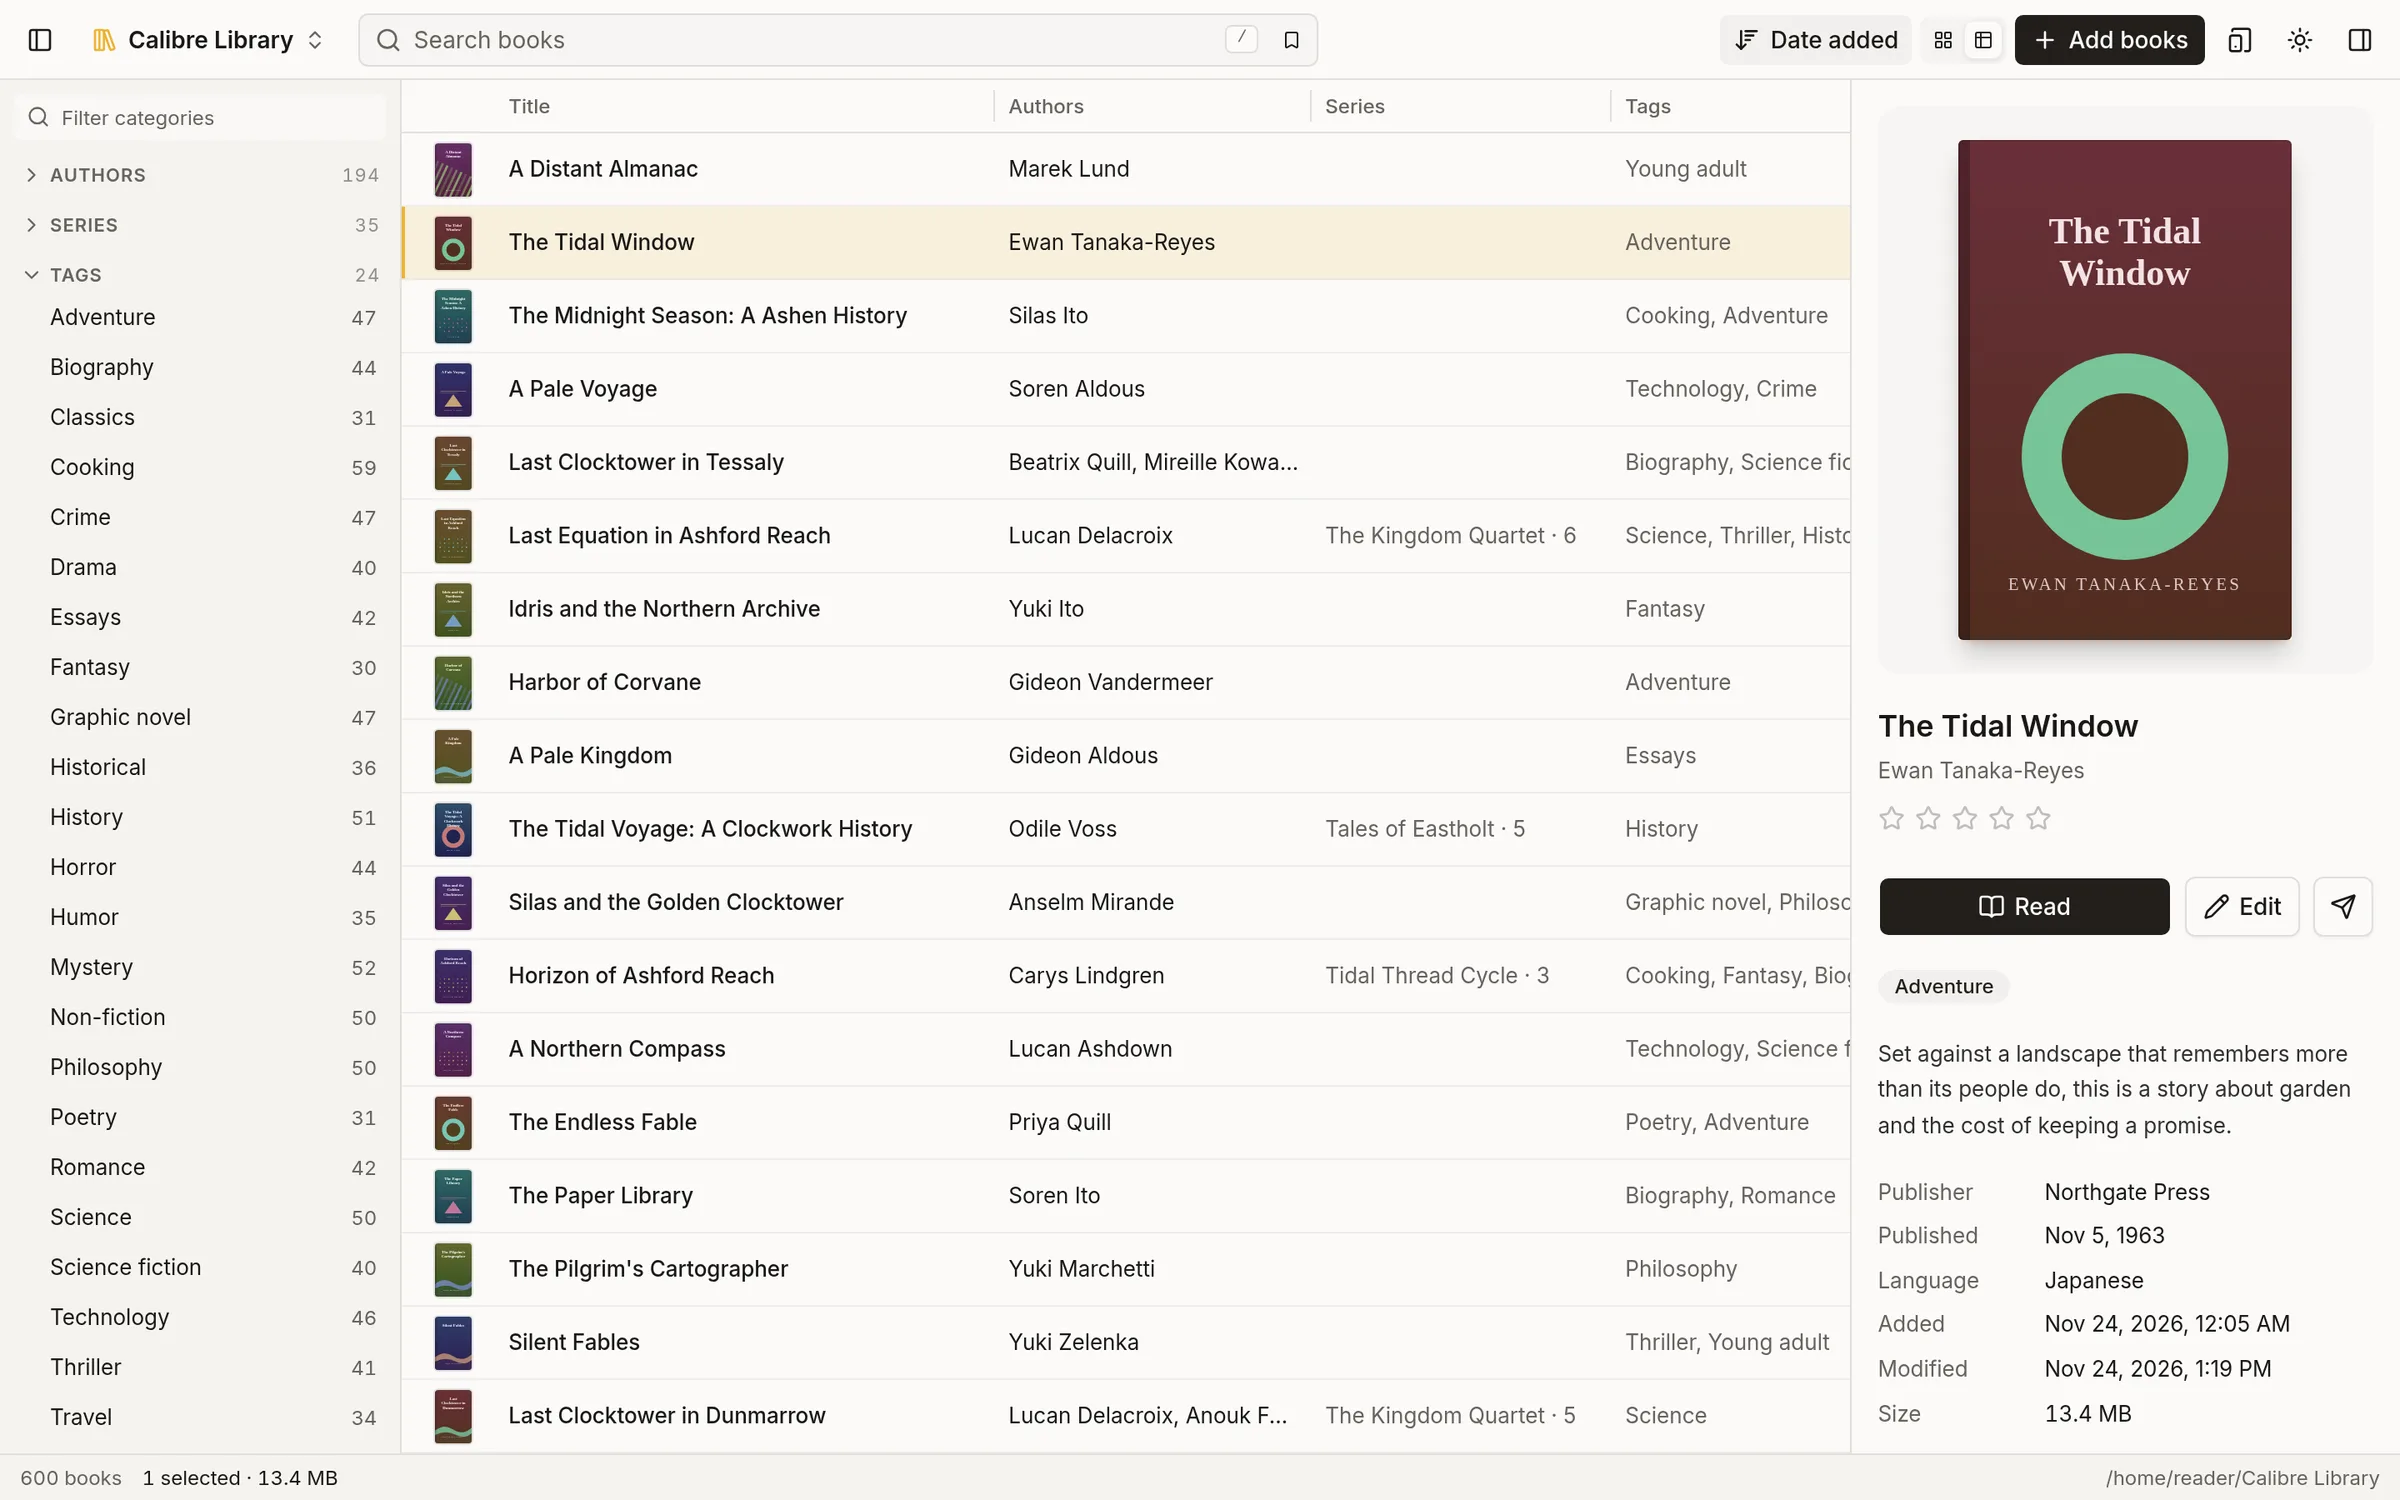 Calibre Library
Search books
/
Date added
Add books
Filter categories
AUTHORS 194
SERIES 35
TAGS 24
Adventure 47
Biography 44
Classics 31
Cooking 59
Crime 47
Drama 40
Essays 42
Fantasy 30
Graphic novel 47
Historical 36
History 51
Horror 44
Humor 35
Mystery 52
Non-fiction 50
Philosophy 50
Poetry 31
Romance 42
Science 50
Science fiction 40
Technology 46
Thriller 41
Travel 34
Title Authors Series Tags
A Distant Almanac Marek Lund Young adult
The Tidal Window Ewan Tanaka-Reyes Adventure
The Midnight Season: A Ashen History Silas Ito Cooking, Adventure
A Pale Voyage Soren Aldous Technology, Crime
Last Clocktower in Tessaly Beatrix Quill, Mireille Kowa... Biography, Science fic
Last Equation in Ashford Reach Lucan Delacroix The Kingdom Quartet · 6 Science, Thriller, Histo
Idris and the Northern Archive Yuki Ito Fantasy
Harbor of Corvane Gideon Vandermeer Adventure
A Pale Kingdom Gideon Aldous Essays
The Tidal Voyage: A Clockwork History Odile Voss Tales of Eastholt · 5 History
Silas and the Golden Clocktower Anselm Mirande Graphic novel, Philosc
Horizon of Ashford Reach Carys Lindgren Tidal Thread Cycle · 3 Cooking, Fantasy, Biog
A Northern Compass Lucan Ashdown Technology, Science f
The Endless Fable Priya Quill Poetry, Adventure
The Paper Library Soren Ito Biography, Romance
The Pilgrim's Cartographer Yuki Marchetti Philosophy
Silent Fables Yuki Zelenka Thriller, Young adult
Last Clocktower in Dunmarrow Lucan Delacroix, Anouk F... The Kingdom Quartet · 5 Science
The Tidal
Window
EWAN TANAKA-REYES
The Tidal Window
Ewan Tanaka-Reyes
Read
Edit
Adventure
Set against a landscape that remembers more
than its people do, this is a story about garden
and the cost of keeping a promise.
Publisher Northgate Press
Published Nov 5, 1963
Language Japanese
Added Nov 24, 2026, 12:05 AM
Modified Nov 24, 2026, 1:19 PM
Size 13.4 MB
600 books 1 selected · 13.4 MB
/home/reader/Calibre Library